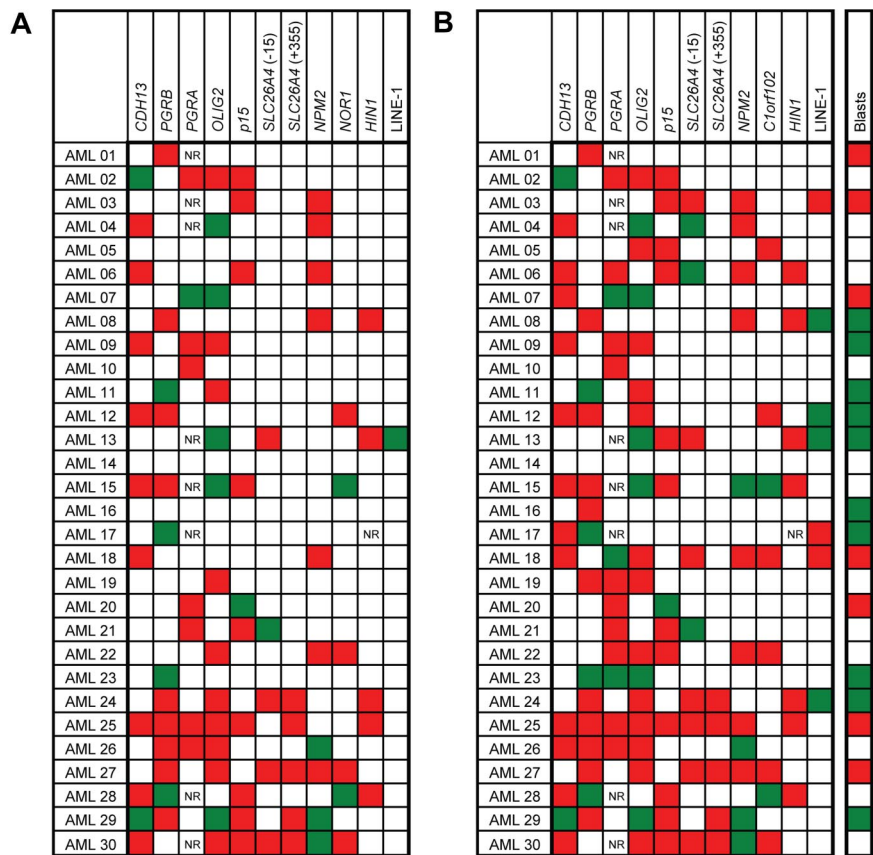 A
CDH13 PGRB PGRA OLIG2 p15 SLC26A4 (-15) SLC26A4 (+355) NPM2 NOR1 HIN1 LINE-1
AML 01 NR
AML 02
AML 03 NR
AML 04 NR
AML 05
AML 06
AML 07
AML 08
AML 09
AML 10
AML 11
AML 12
AML 13 NR
AML 14
AML 15 NR
AML 16
AML 17 NR NR
AML 18
AML 19
AML 20
AML 21
AML 22
AML 23
AML 24
AML 25
AML 26
AML 27
AML 28 NR
AML 29
AML 30 NR
B
CDH13 PGRB PGRA OLIG2 p15 SLC26A4 (-15) SLC26A4 (+355) NPM2 C1orf102 HIN1 LINE-1 Blasts
AML 01 NR
AML 02
AML 03 NR
AML 04 NR
AML 05
AML 06
AML 07
AML 08
AML 09
AML 10
AML 11
AML 12
AML 13 NR
AML 14
AML 15 NR
AML 16
AML 17 NR NR
AML 18
AML 19
AML 20
AML 21
AML 22
AML 23
AML 24
AML 25
AML 26
AML 27
AML 28 NR
AML 29
AML 30 NR